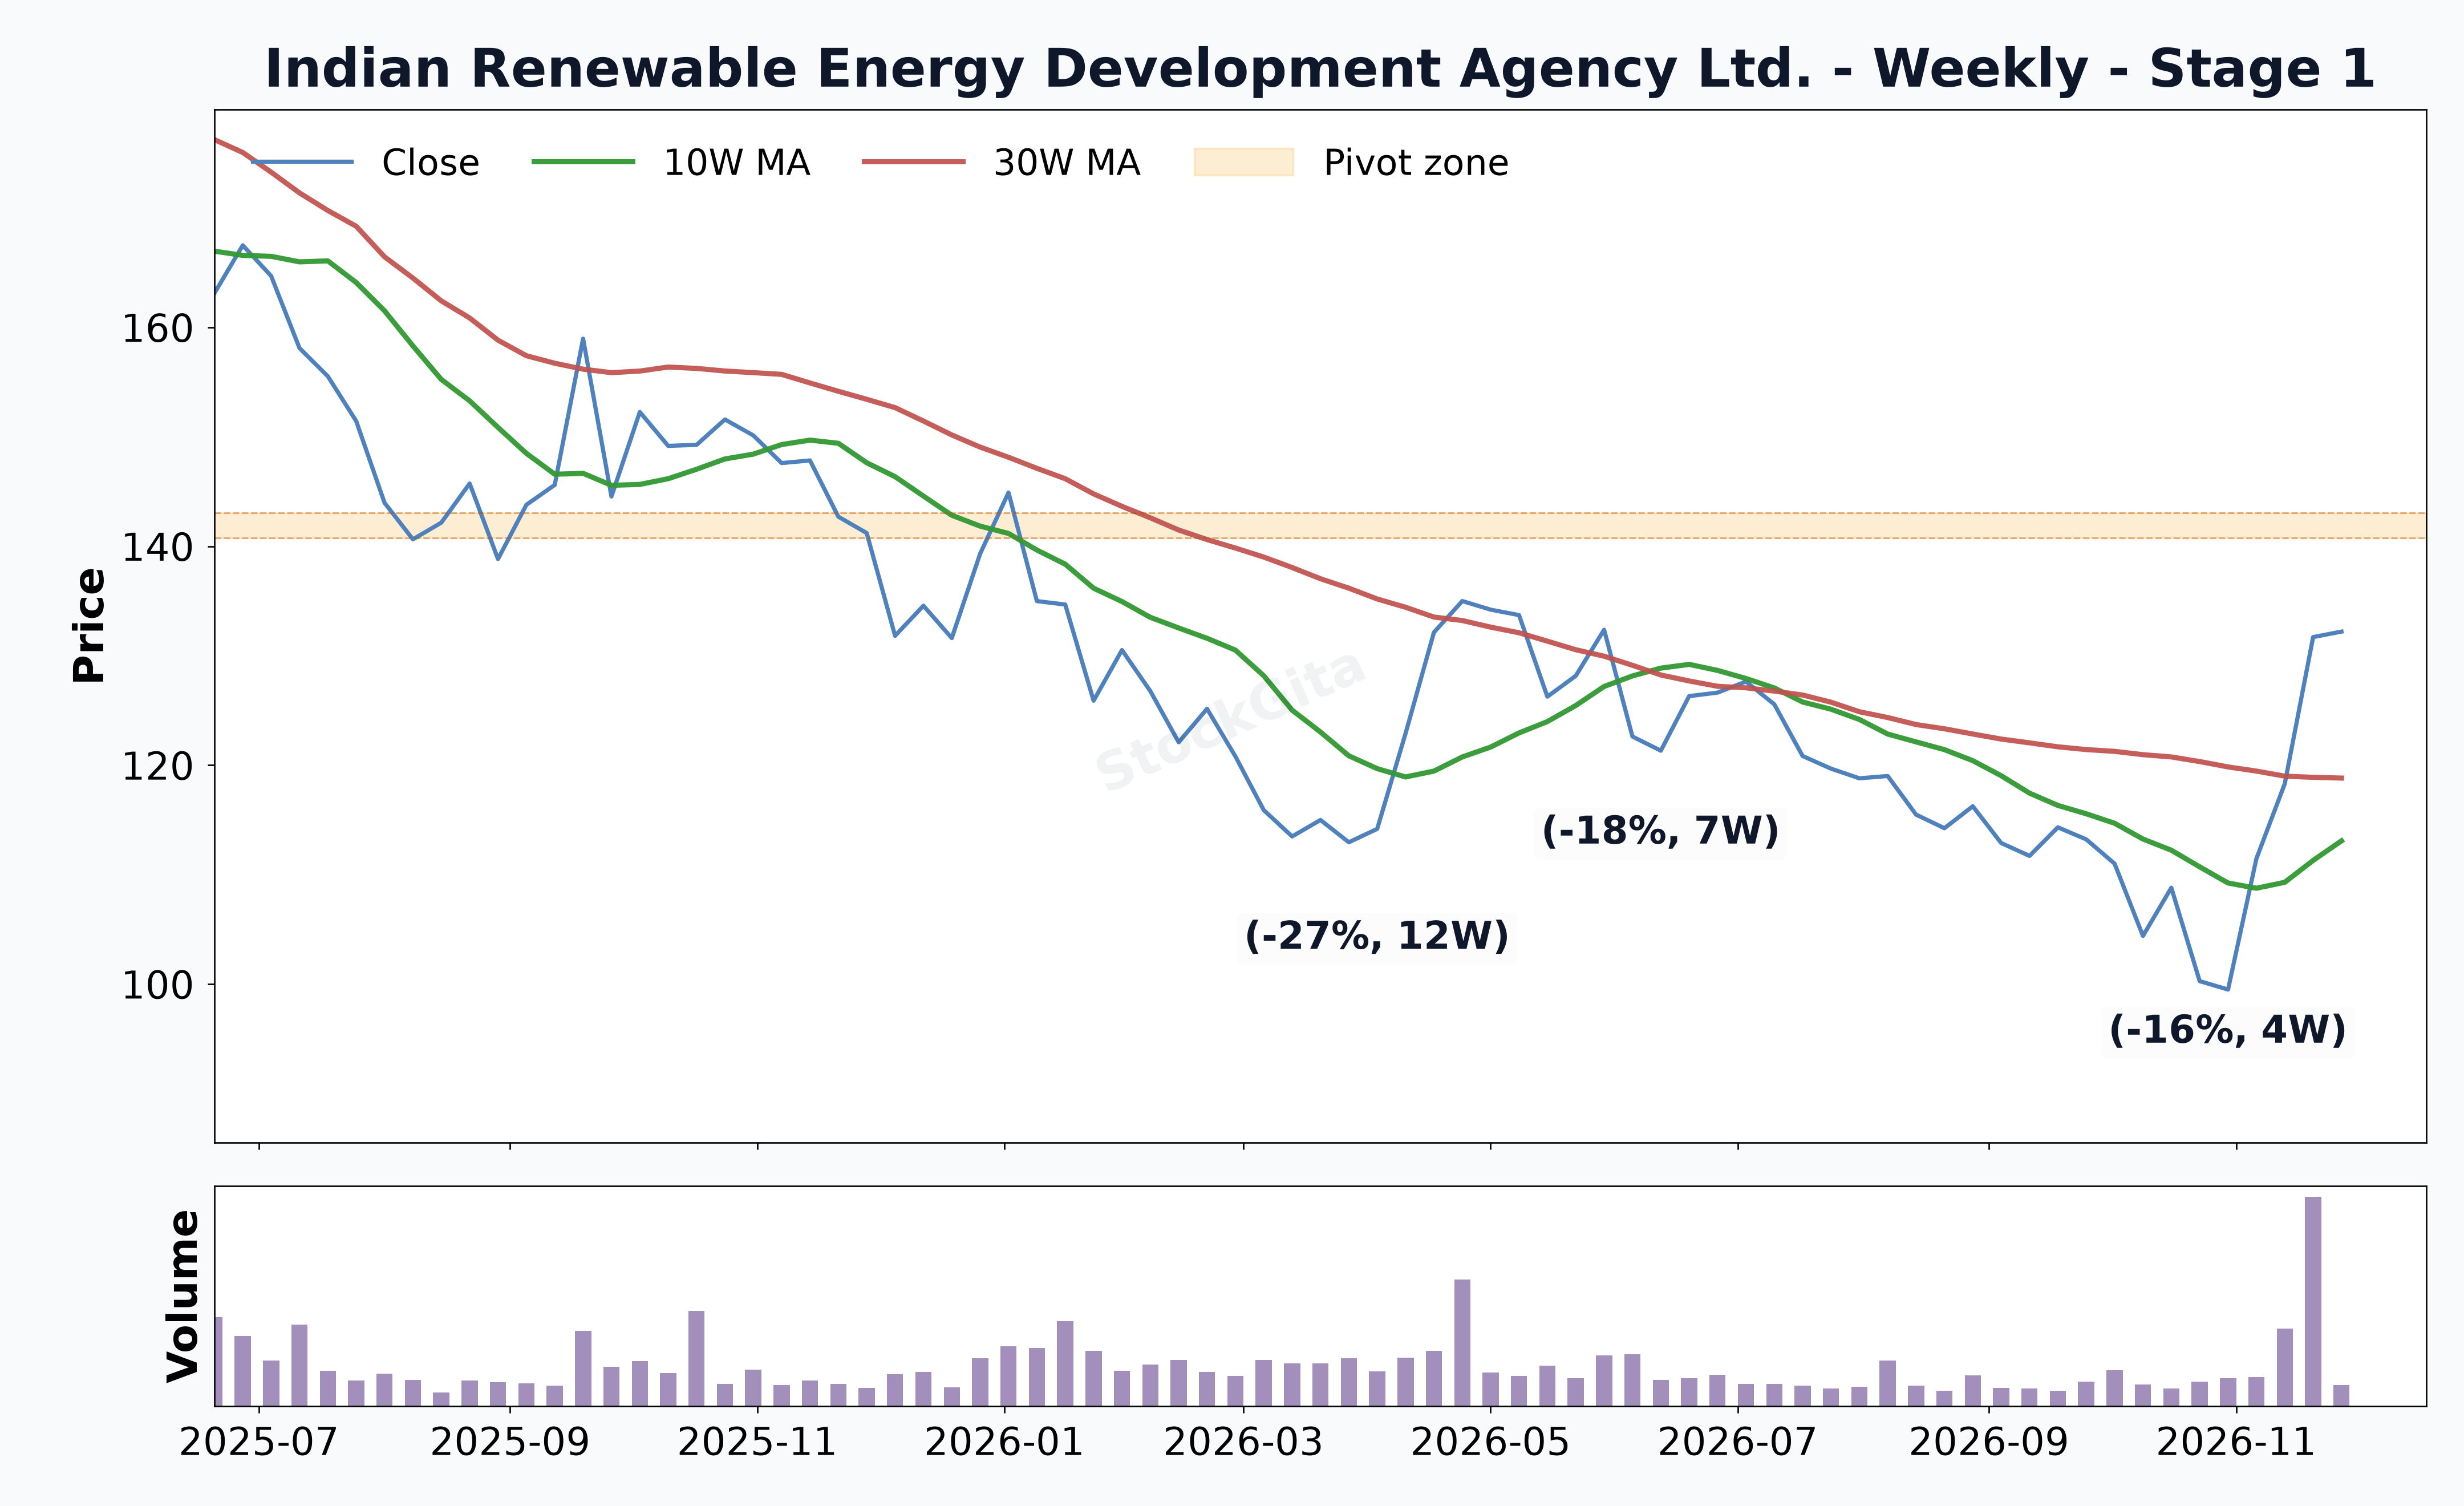 Indian Renewable Energy Development Agency Ltd. - Weekly - Stage 1
Close 10W MA 30W MA Pivot zone
Price
160
140
120
100
StockGita
(-18%, 7W)
(-27%, 12W)
(-16%, 4W)
Volume
2025-07 2025-09 2025-11 2026-01 2026-03 2026-05 2026-07 2026-09 2026-11